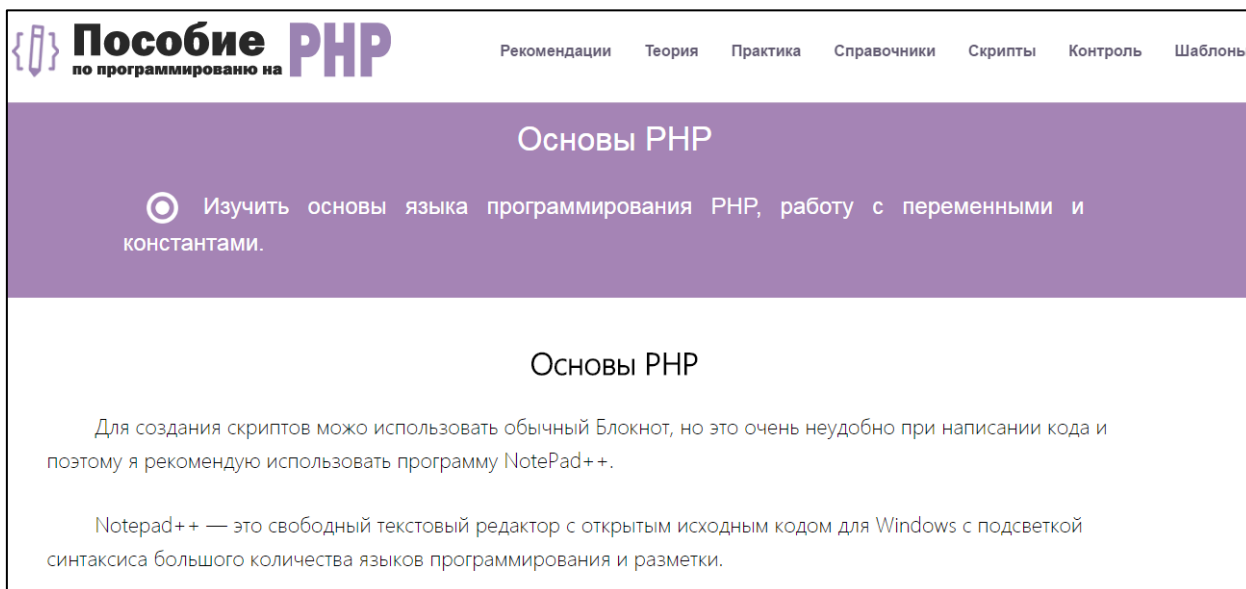 Пособие PHP
по программированю на
Рекомендации Теория Практика Справочники Скрипты Контроль Шаблоны
Основы PHP
Изучить основы языка программирования PHP, работу с переменными и
константами.
Основы PHP
Для создания скриптов можо использовать обычный Блокнот, но это очень неудобно при написании кода и
поэтому я рекомендую использовать программу NotePad++.
Notepad++ — это свободный текстовый редактор с открытым исходным кодом для Windows с подсветкой
синтаксиса большого количества языков программирования и разметки.